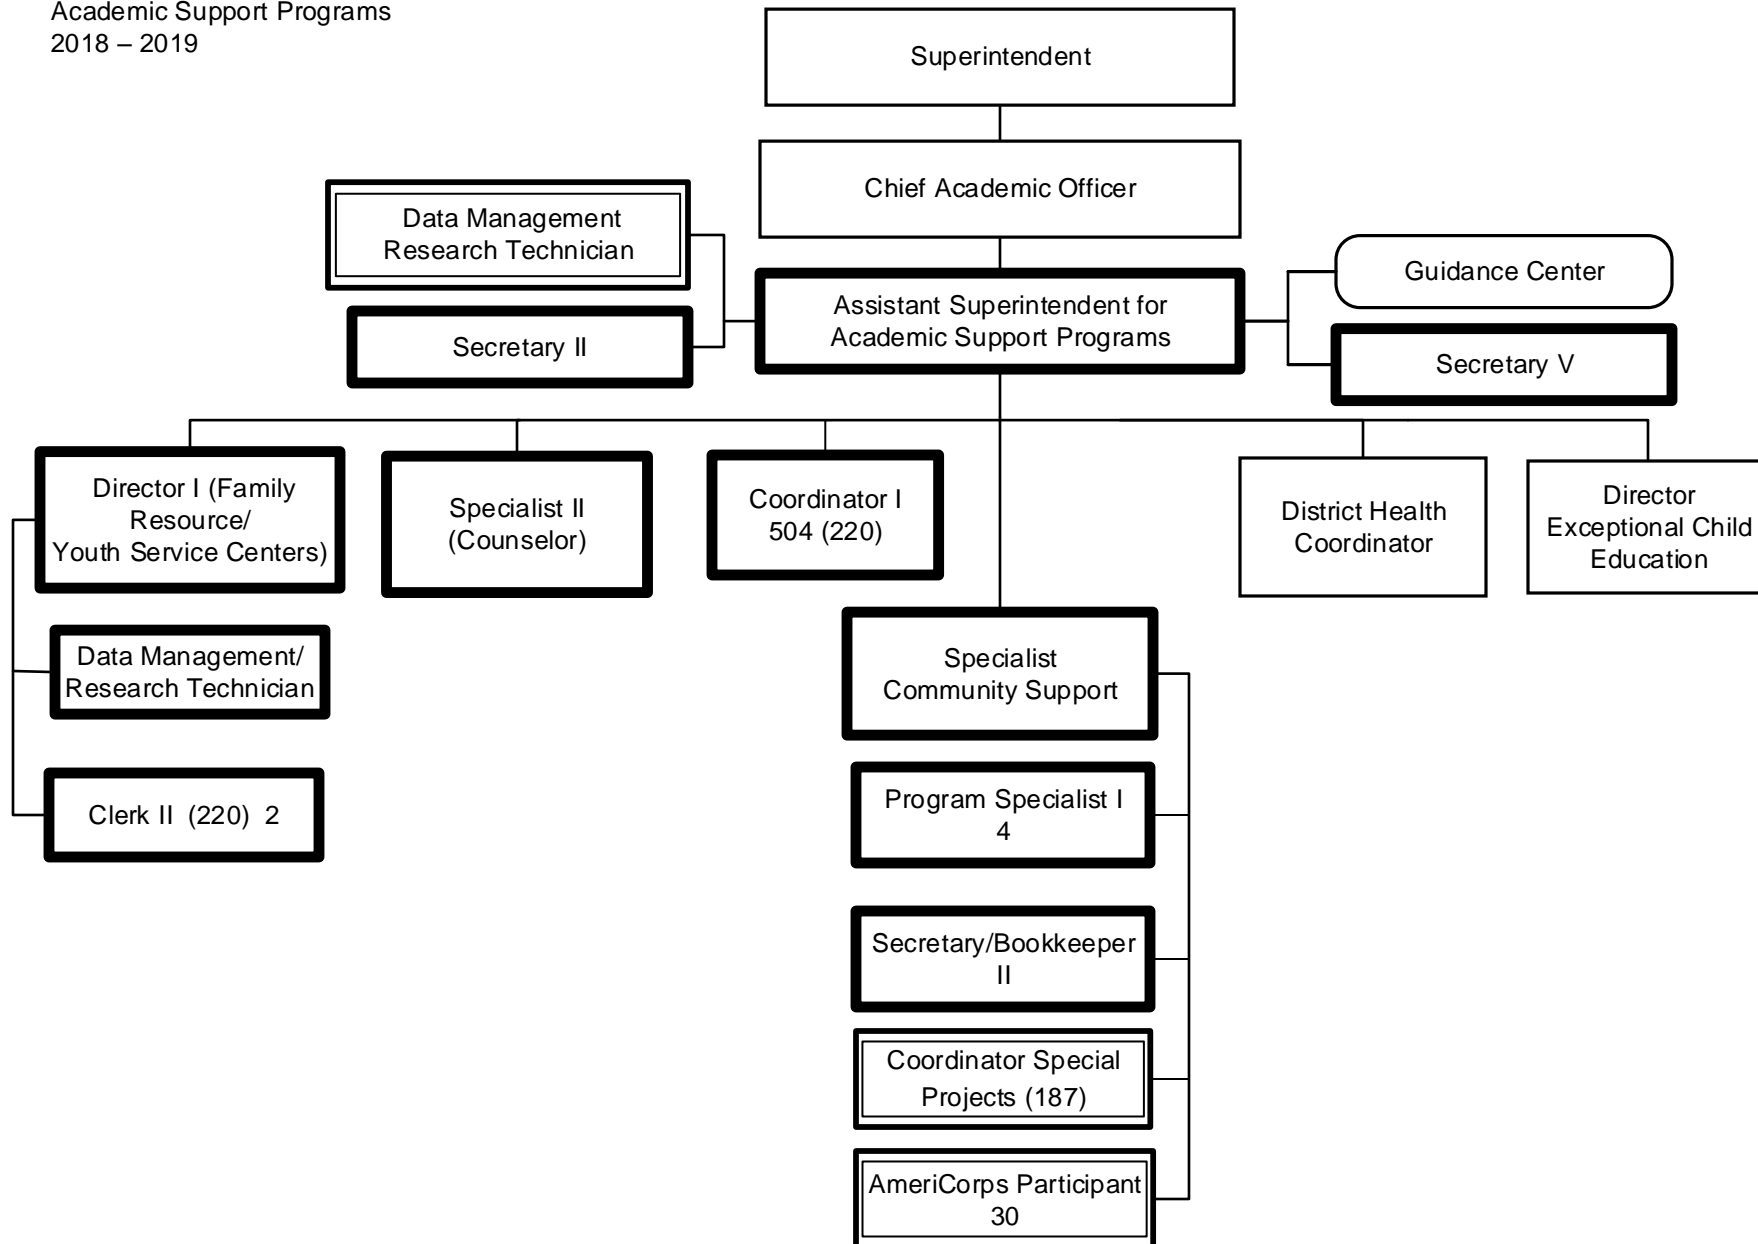 Academic Support Programs
2018 – 2019
Superintendent
Chief Academic Officer
Data Management
Research Technician
Secretary II
Assistant Superintendent for
Academic Support Programs
Guidance Center
Secretary V
Director I (Family
Resource/
Youth Service Centers)
Specialist II
(Counselor)
Coordinator I
504 (220)
District Health
Coordinator
Director
Exceptional Child
Education
Data Management/
Research Technician
Clerk II  (220)  2
Specialist
Community Support
Program Specialist I
4
Secretary/Bookkeeper
II
Coordinator Special
Projects (187)
AmeriCorps Participant
30